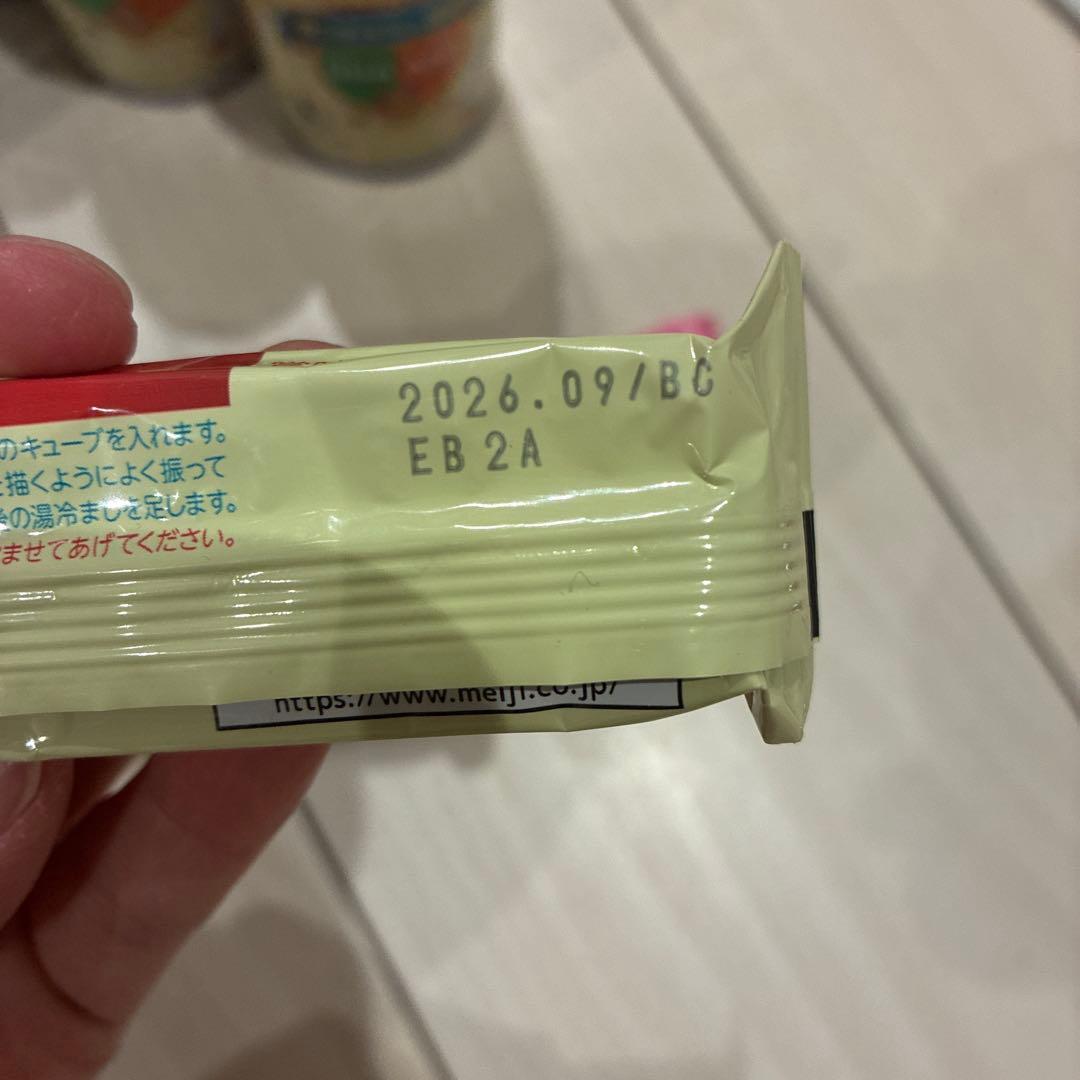 2026.09/BC
EB 2A
のキューブを入れます。
描くようによく振って
の湯冷ましを足します。
ませてあげてください。
https://www.meiji.co.jp/